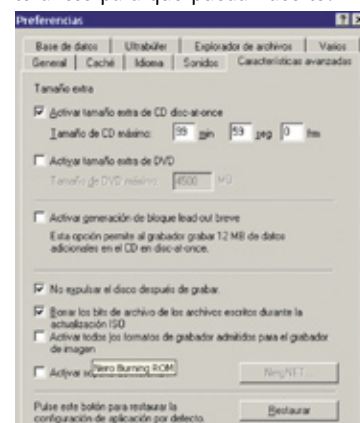 Preferencias
Base de datos Ultrabúfer Explorador de archivos Varios
General Caché Idioma Sonidos Características avanzadas
Tamaño extra
Activar tamaño extra de CD disc-at-once
Tamaño de CD máximo: 99 min 59 seg 0 frm
Activar tamaño extra de DVD
Tamaño de DVD máximo: 4500 MB
Activar generación de bloque lead out breve
Esta opción permite al grabador grabar 12 MB de datos
adicionales en el CD en disc-at-once.
No expulsar el disco después de grabar.
Borrar los bits de archivo de los archivos escritos durante la
actualización ISO
Activar todos los formatos de grabador admitidos para el grabador
de imagen
Activar Nero Burning ROM NeroNET...
Pulse este botón para restaurar la
configuración de aplicación por defecto. Restaurar